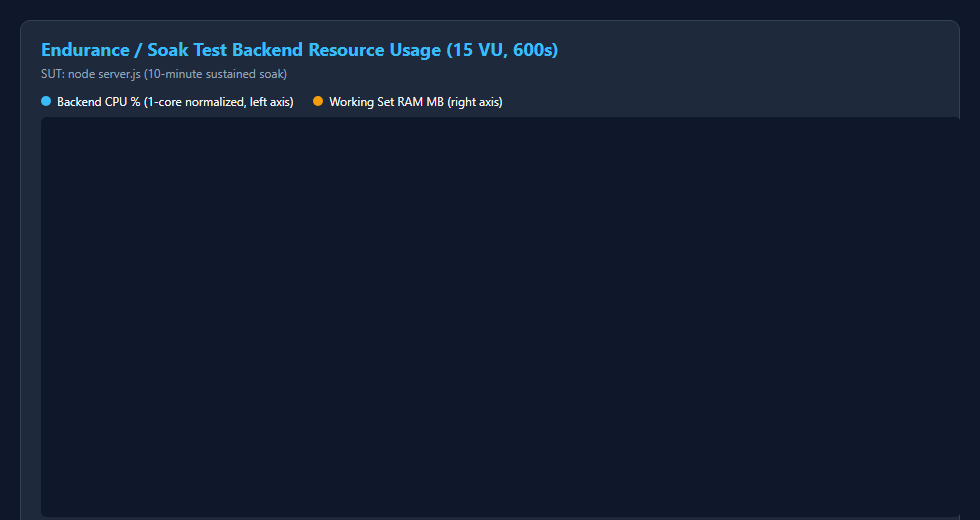 Endurance / Soak Test Backend Resource Usage (15 VU, 600s)
SUT: node server.js (10-minute sustained soak)
Backend CPU % (1-core normalized, left axis) Working Set RAM MB (right axis)